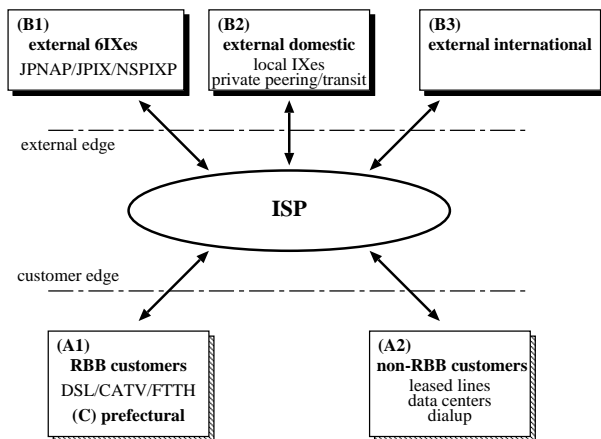 (B1)
external 6IXes
JPNAP/JPIX/NSPIXP
(B2)
external domestic
local IXes
private peering/transit
(B3)
external international
external edge
ISP
customer edge
(A1)
RBB customers
DSL/CATV/FTTH
(C) prefectural
(A2)
non-RBB customers
leased lines
data centers
dialup